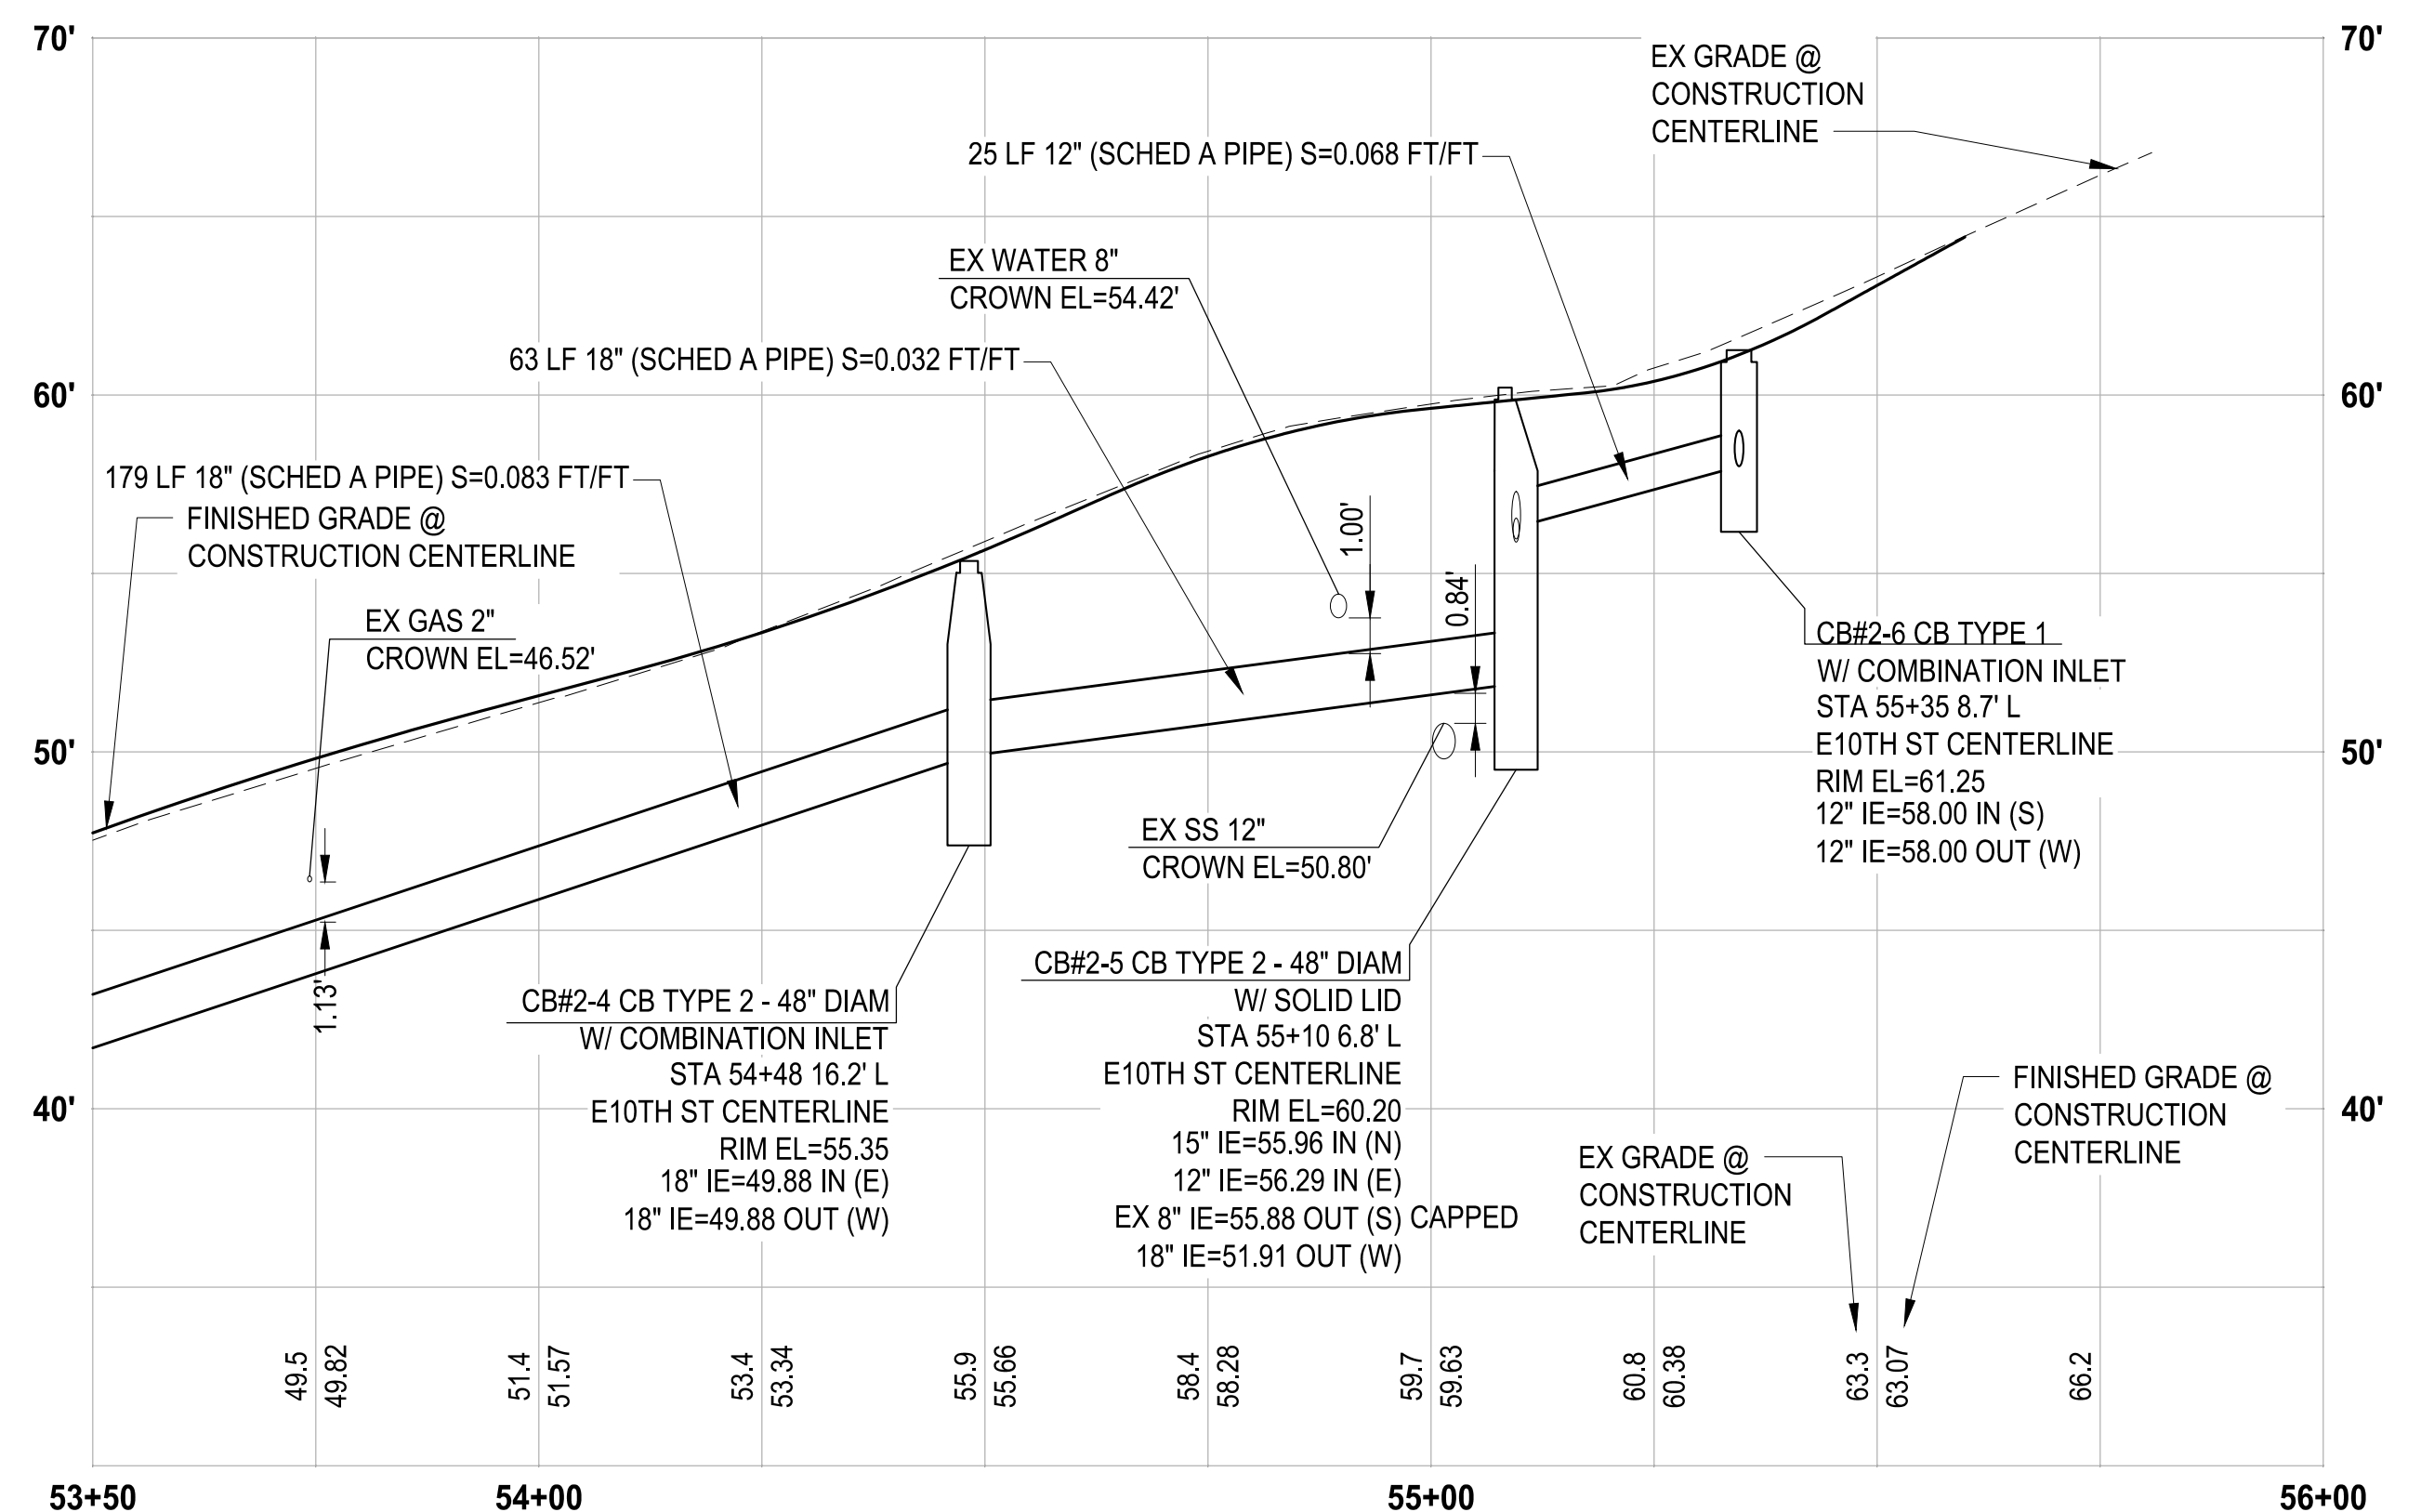 70'
70'
EX GRADE @
CONSTRUCTION
CENTERLINE
25 LF 12" (SCHED A PIPE) S=0.068 FT/FT
EX WATER 8"
CROWN EL=54.42'
63 LF 18" (SCHED A PIPE) S=0.032 FT/FT
60'
60'
179 LF 18" (SCHED A PIPE) S=0.083 FT/FT
FINISHED GRADE @
CONSTRUCTION CENTERLINE
1.00'
0.84'
EX GAS 2"
CROWN EL=46.52'
CB#2-6 CB TYPE 1
W/ COMBINATION INLET
STA 55+35 8.7' L
E10TH ST CENTERLINE
RIM EL=61.25
12" IE=58.00 IN (S)
12" IE=58.00 OUT (W)
50'
50'
EX SS 12"
CROWN EL=50.80'
1.13'
CB#2-4 CB TYPE 2 - 48" DIAM
W/ COMBINATION INLET
STA 54+48 16.2' L
E10TH ST CENTERLINE
RIM EL=55.35
18" IE=49.88 IN (E)
18" IE=49.88 OUT (W)
CB#2-5 CB TYPE 2 - 48" DIAM
W/ SOLID LID
STA 55+10 6.8' L
E10TH ST CENTERLINE
RIM EL=60.20
15" IE=55.96 IN (N)
12" IE=56.29 IN (E)
EX 8" IE=55.88 OUT (S) CAPPED
18" IE=51.91 OUT (W)
40'
40'
EX GRADE @
CONSTRUCTION
CENTERLINE
FINISHED GRADE @
CONSTRUCTION
CENTERLINE
49.5
49.82
51.4
51.57
53.4
53.34
55.9
55.66
58.4
58.28
59.7
59.63
60.8
60.38
63.3
63.07
66.2
53+50
54+00
55+00
56+00